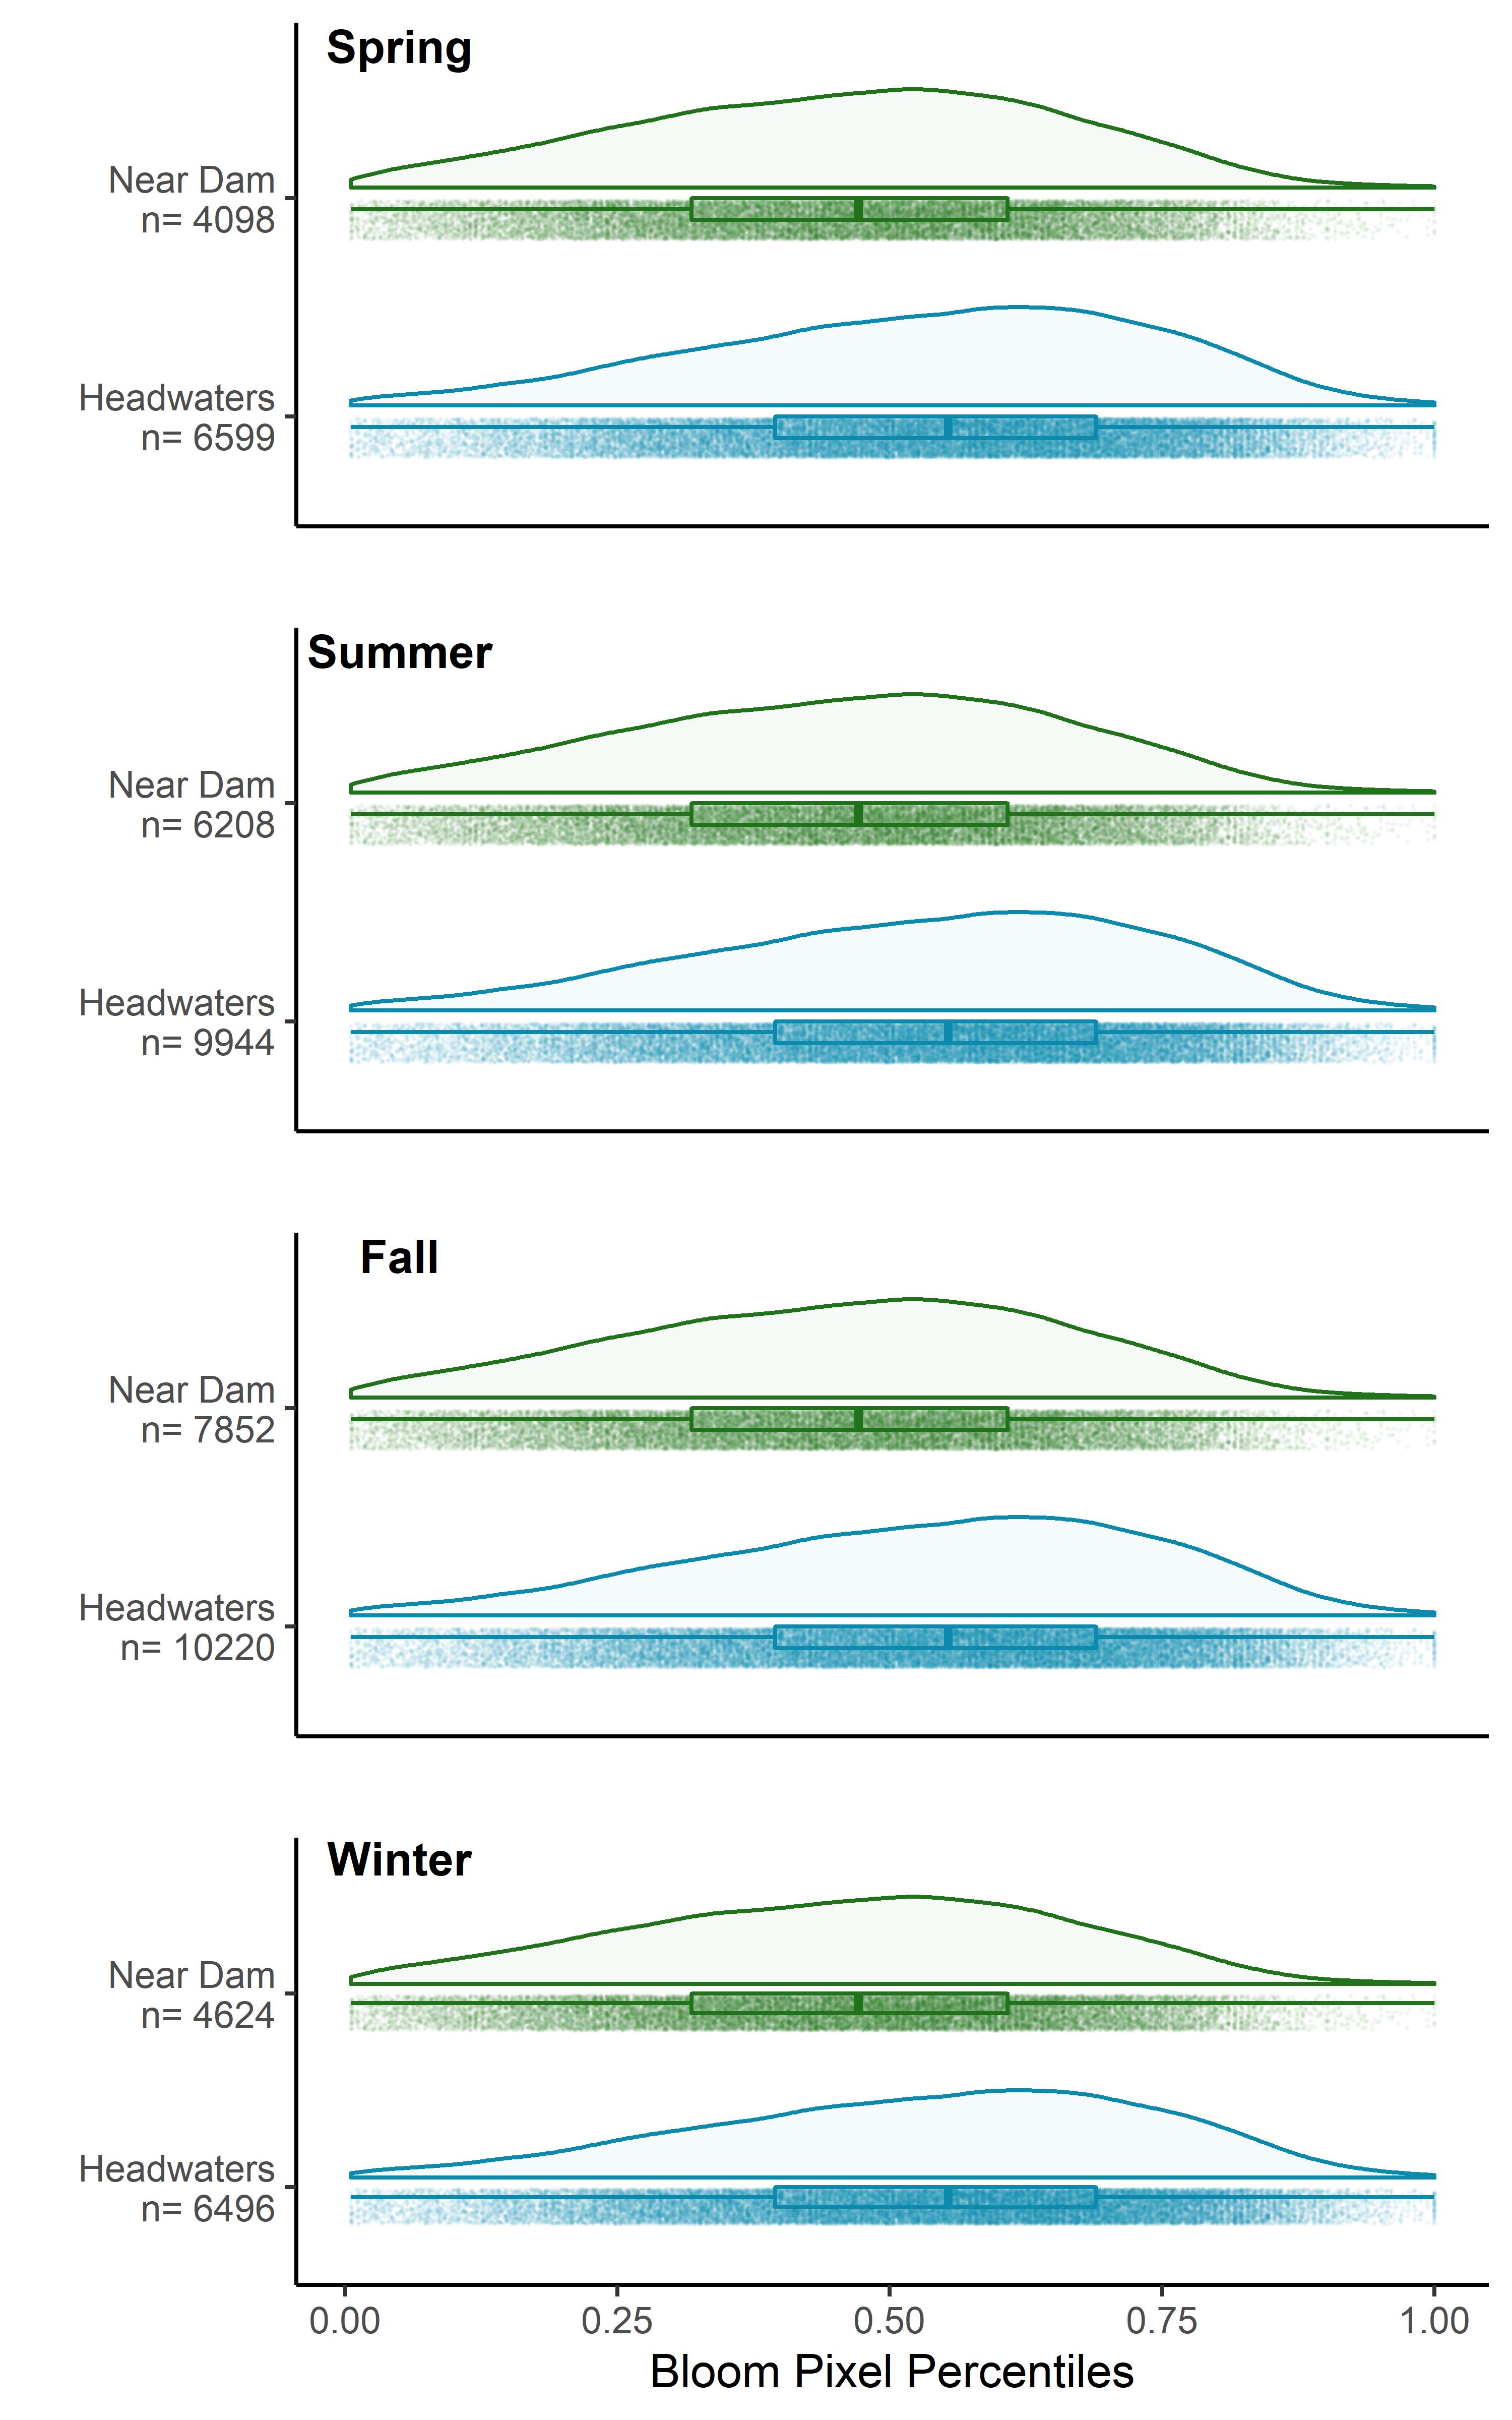 Spring
Near Dam
n= 4098
Headwaters
n= 6599
Summer
Near Dam
n= 6208
Headwaters
n= 9944
Fall
Near Dam
n= 7852
Headwaters
n= 10220
Winter
Near Dam
n= 4624
Headwaters
n= 6496
0.00 0.25 0.50 0.75 1.00
Bloom Pixel Percentiles